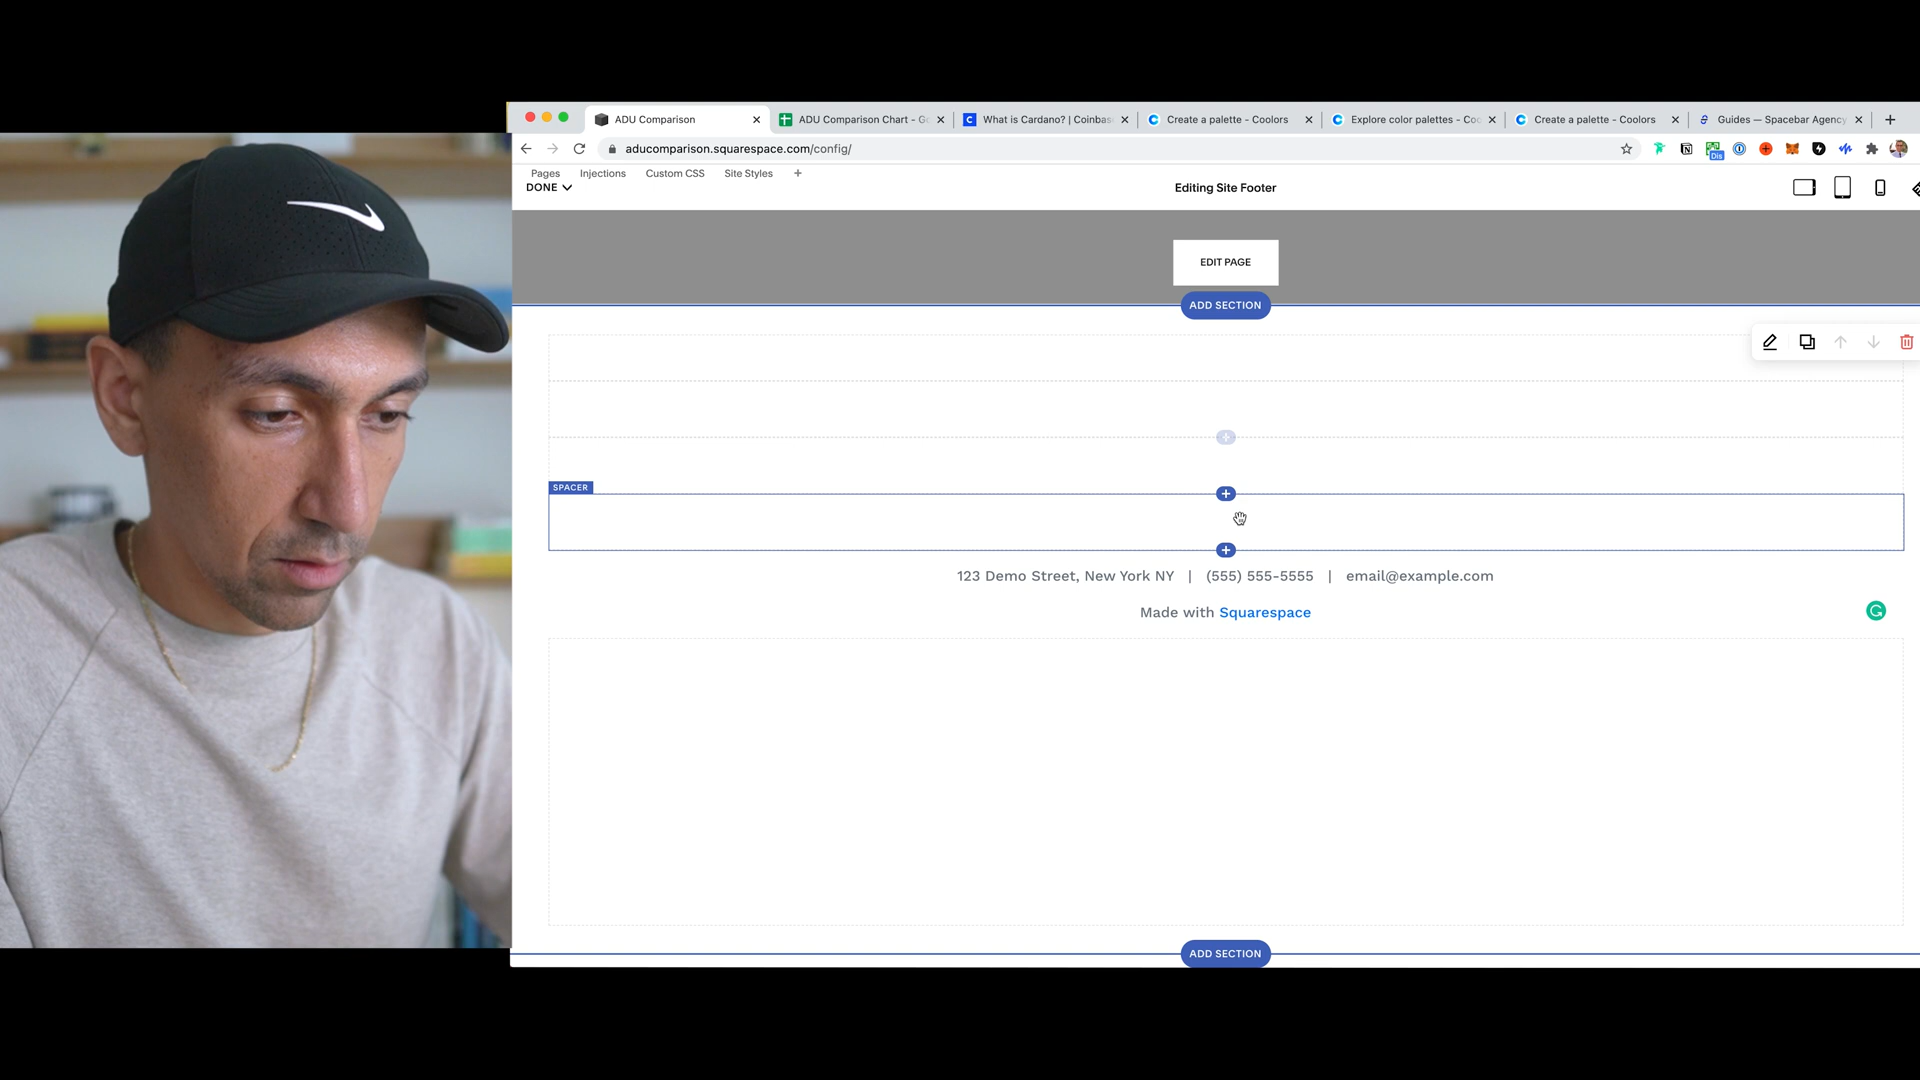 ADU Comparison
ADU Comparison Chart - G
What is Cardano? | Coinbas
Create a palette - Coolors
Explore color palettes - Coo
Create a palette - Coolors
Guides — Spacebar Agency
aducomparison.squarespace.com/config/
Dis
Pages Injections Custom CSS Site Styles +
DONE
Editing Site Footer
EDIT PAGE
ADD SECTION
SPACER
123 Demo Street, New York NY | (555) 555-5555 | email@example.com
Made with Squarespace
ADD SECTION